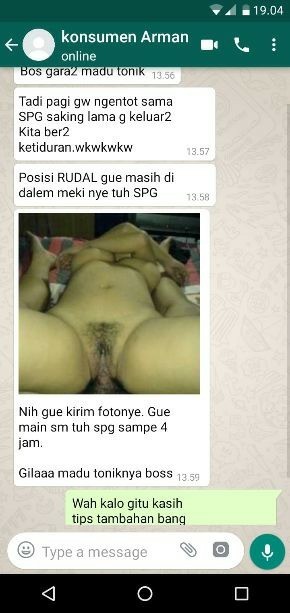 19.04
konsumen Arman
online
Bos gara2 madu tonik 13.56
Tadi pagi gw ngentot sama
SPG saking lama g keluar2
Kita ber2
ketiduran.wkwkwkw 13.57
Posisi RUDAL gue masih di
dalem meki nye tuh SPG 13.58
Nih gue kirim fotonye. Gue
main sm tuh spg sampe 4
jam.
Gilaaa madu toniknya boss 13.59
Wah kalo gitu kasih
tips tambahan bang
Type a message